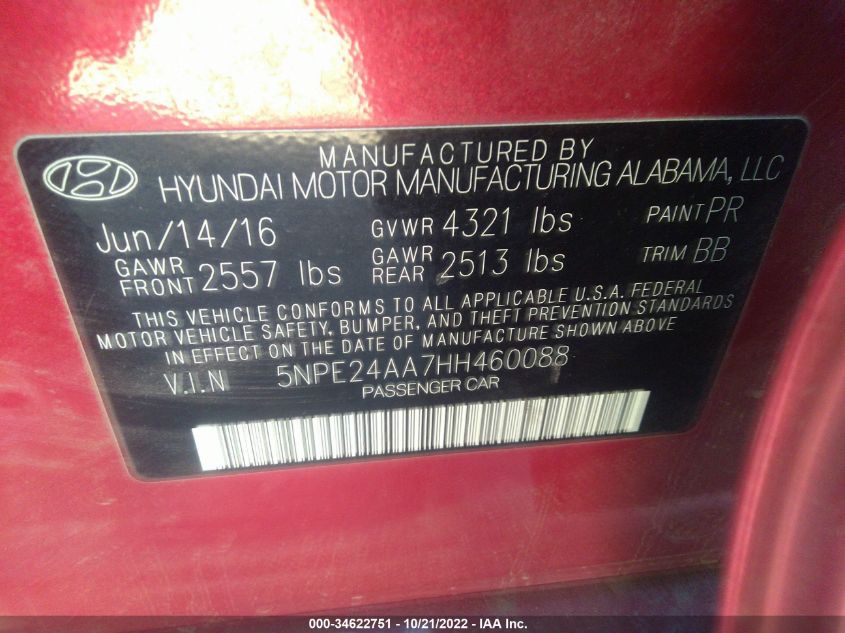 MANUFACTURED BY
HYUNDAI MOTOR MANUFACTURING ALABAMA, LLC
Jun/14/16 GVWR 4321 lbs PAINT PR
GAWR FRONT 2557 lbs GAWR REAR 2513 lbs TRIM BB
THIS VEHICLE CONFORMS TO ALL APPLICABLE U.S.A. FEDERAL
MOTOR VEHICLE SAFETY, BUMPER, AND THEFT PREVENTION STANDARDS
IN EFFECT ON THE DATE OF MANUFACTURE SHOWN ABOVE
V.I.N 5NPE24AA7HH460088
PASSENGER CAR
000-34622751 - 10/21/2022 - IAA Inc.